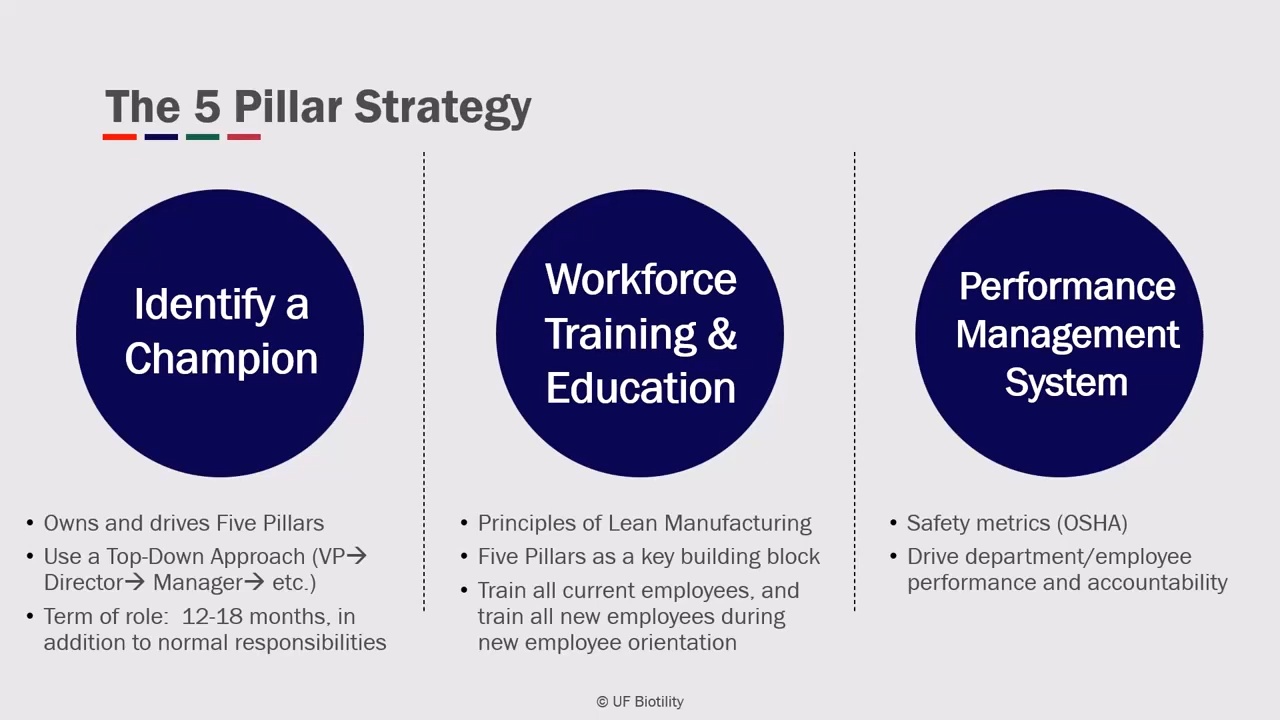 The 5 Pillar Strategy
Identify a
Champion
• Owns and drives Five Pillars
• Use a Top-Down Approach (VP→
Director→ Manager→ etc.)
• Term of role:  12-18 months, in
addition to normal responsibilities
Workforce
Training &
Education
• Principles of Lean Manufacturing
• Five Pillars as a key building block
• Train all current employees, and
train all new employees during
new employee orientation
Performance
Management
System
• Safety metrics (OSHA)
• Drive department/employee
performance and accountability
© UF Biotility